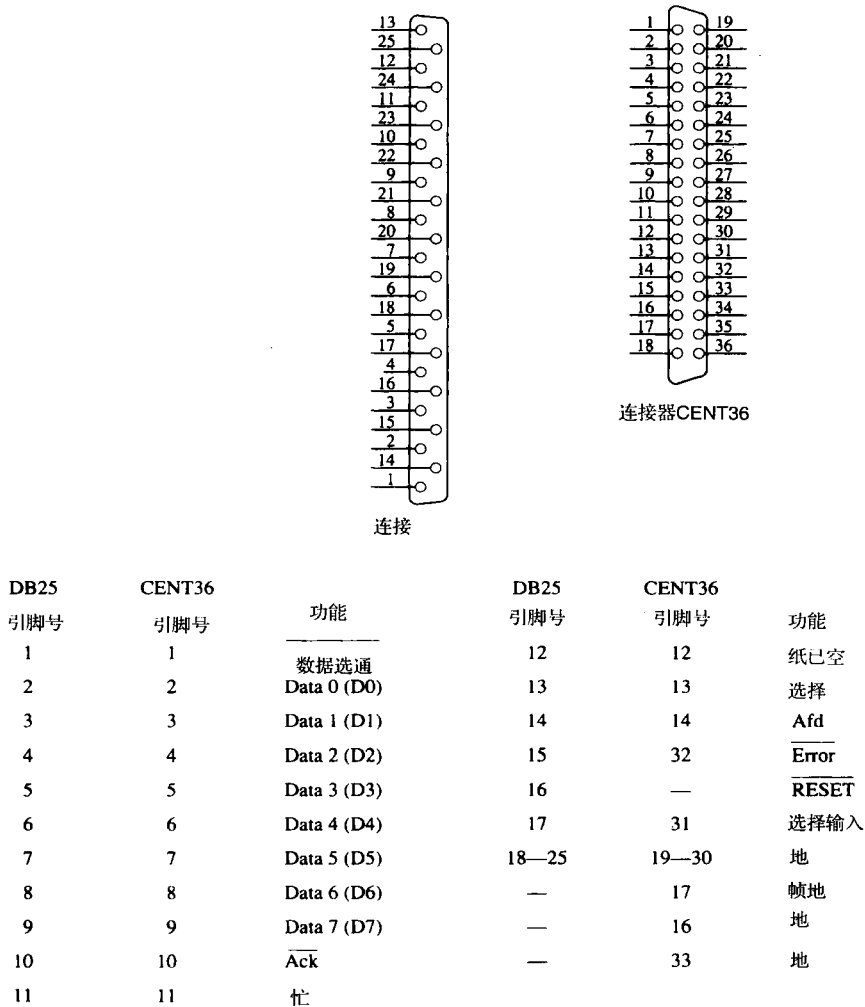 13
25
12
24
11
23
10
22
9
21
8
20
7
19
6
18
5
17
4
16
3
15
2
14
1
连接
1 19
2 20
3 21
4 22
5 23
6 24
7 25
8 26
9 27
10 28
11 29
12 30
13 31
14 32
15 33
16 34
17 35
18 36
连接器CENT36
DB25 CENT36 DB25 CENT36
引脚号 引脚号 功能 引脚号 引脚号 功能
1 1 数据选通 12 12 纸已空
2 2 Data 0 (D0) 13 13 选择
3 3 Data 1 (D1) 14 14 Afd
4 4 Data 2 (D2) 15 32 Error
5 5 Data 3 (D3) 16 — RESET
6 6 Data 4 (D4) 17 31 选择输入
7 7 Data 5 (D5) 18—25 19—30 地
8 8 Data 6 (D6) — 17 帧地
9 9 Data 7 (D7) — 16 地
10 10 Ack — 33 地
11 11 忙